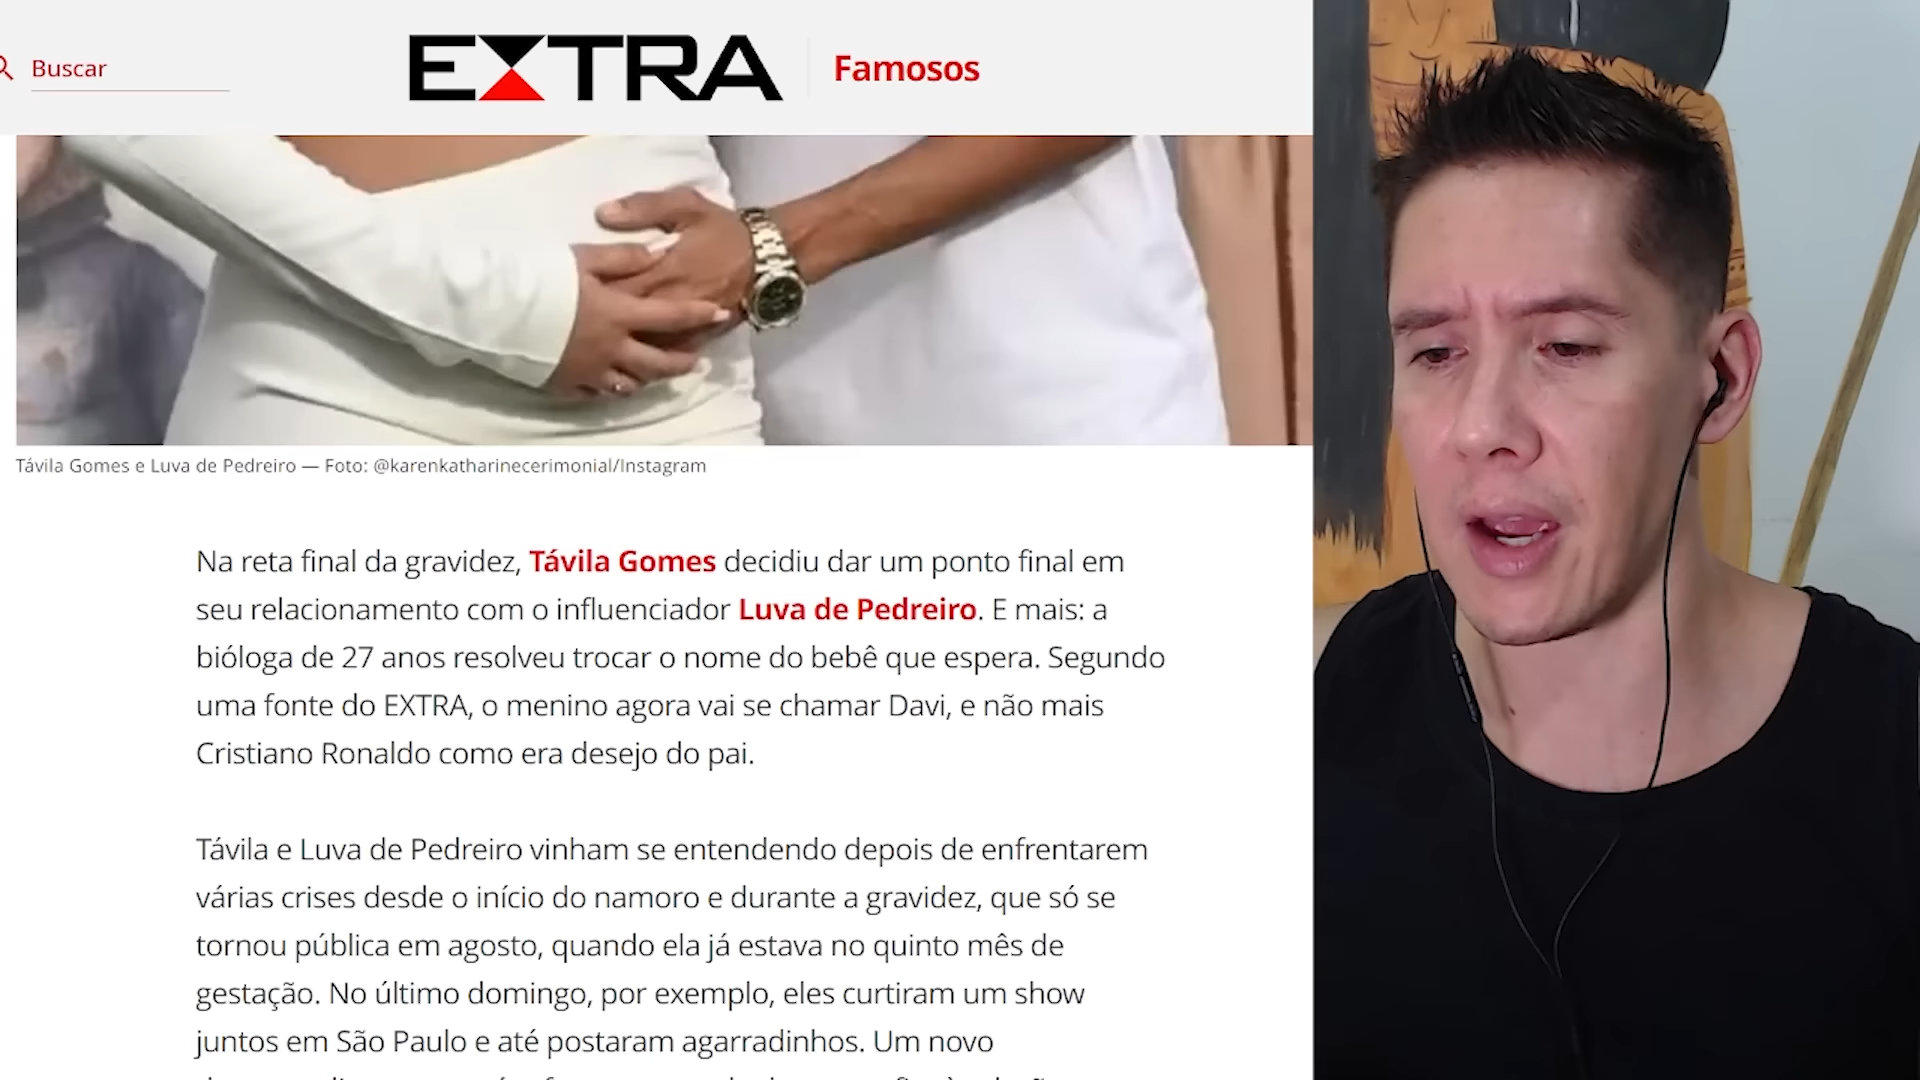 Buscar
EXTRA
Famosos
Távila Gomes e Luva de Pedreiro — Foto: @karenkatharinecerimonial/Instagram
Na reta final da gravidez, Távila Gomes decidiu dar um ponto final em
seu relacionamento com o influenciador Luva de Pedreiro. E mais: a
bióloga de 27 anos resolveu trocar o nome do bebê que espera. Segundo
uma fonte do EXTRA, o menino agora vai se chamar Davi, e não mais
Cristiano Ronaldo como era desejo do pai.
Távila e Luva de Pedreiro vinham se entendendo depois de enfrentarem
várias crises desde o início do namoro e durante a gravidez, que só se
tornou pública em agosto, quando ela já estava no quinto mês de
gestação. No último domingo, por exemplo, eles curtiram um show
juntos em São Paulo e até postaram agarradinhos. Um novo